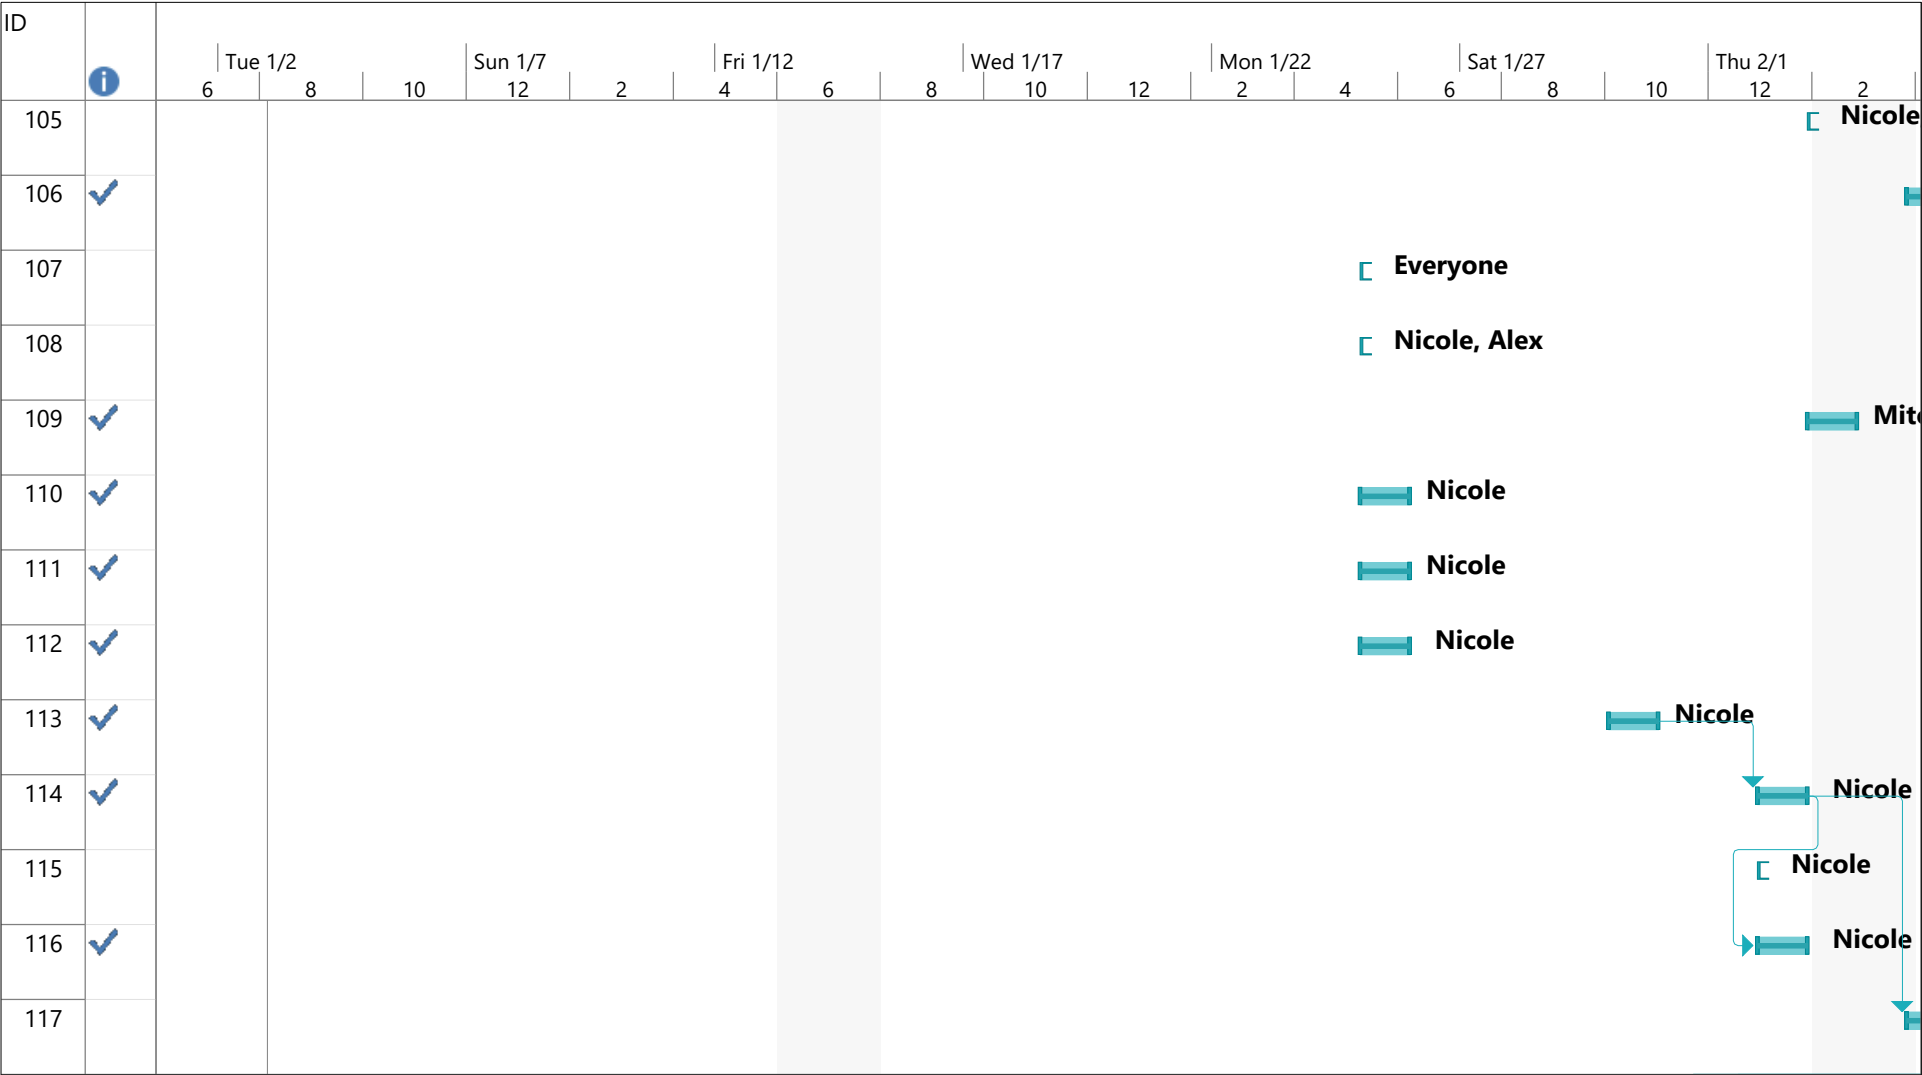 ID
Tue 1/2 Sun 1/7 Fri 1/12 Wed 1/17 Mon 1/22 Sat 1/27 Thu 2/1
6 8 10 12 2 4 6 8 10 12 2 4 6 8 10 12 2
105 Nicole
106
107 Everyone
108 Nicole, Alex
109
110 Nicole
111 Nicole
112 Nicole
113 Nicole
114 Nicole
115 Nicole
116 Nicole
117